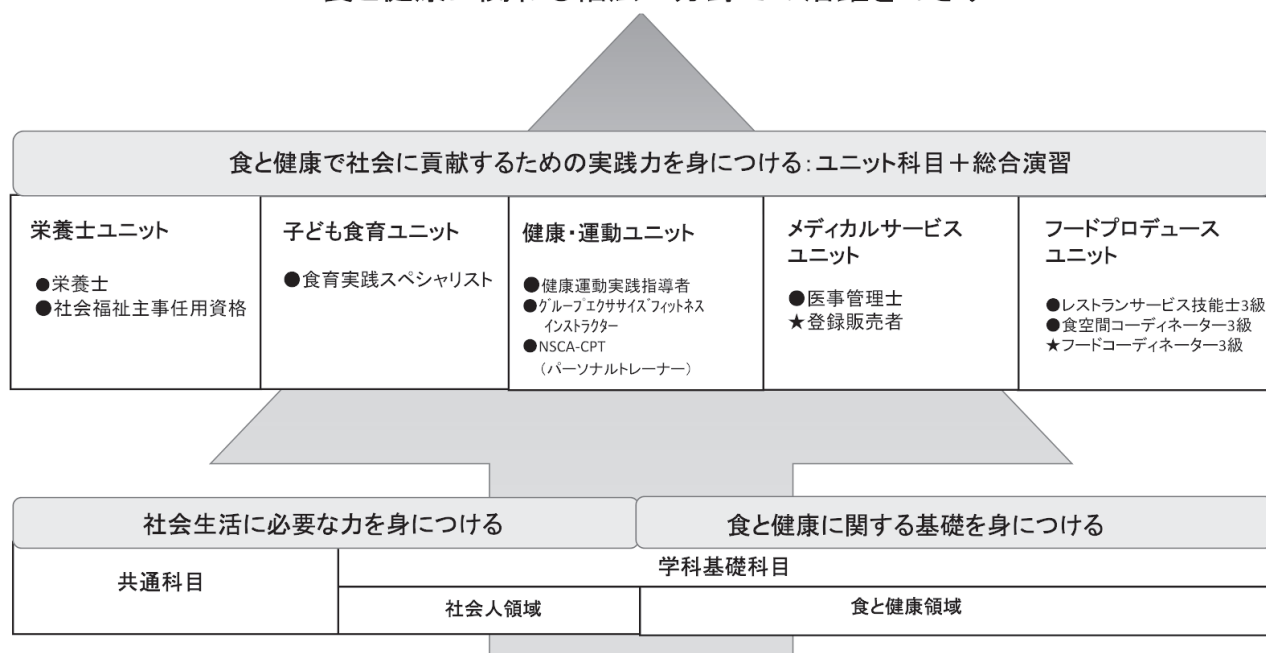 食と健康で社会に貢献するための実践力を身につける：ユニット科目＋総合演習
栄養士ユニット
●栄養士
●社会福祉主事任用資格
子ども食育ユニット
●食育実践スペシャリスト
健康・運動ユニット
●健康運動実践指導者
●ｸﾞﾙｰﾌﾟｴｸｻｻｲｽﾞﾌｨｯﾄﾈｽ
インストラクター
●NSCA-CPT
（パーソナルトレーナー）
メディカルサービス
ユニット
●医事管理士
★登録販売者
フードプロデュース
ユニット
●レストランサービス技能士3級
●食空間コーディネーター3級
★フードコーディネーター3級
社会生活に必要な力を身につける
食と健康に関する基礎を身につける
共通科目
学科基礎科目
社会人領域
食と健康領域